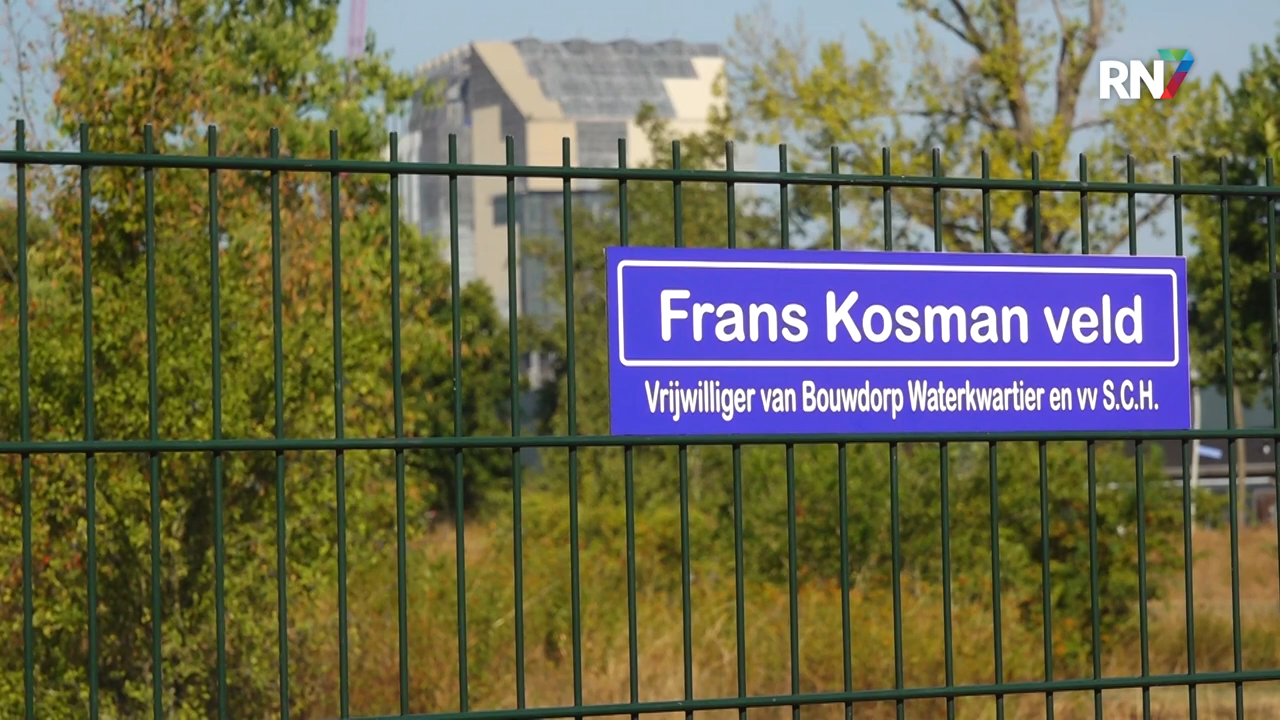 RN7
Frans Kosman veld
Vrijwilliger van Bouwdorp Waterkwartier en vv S.C.H.